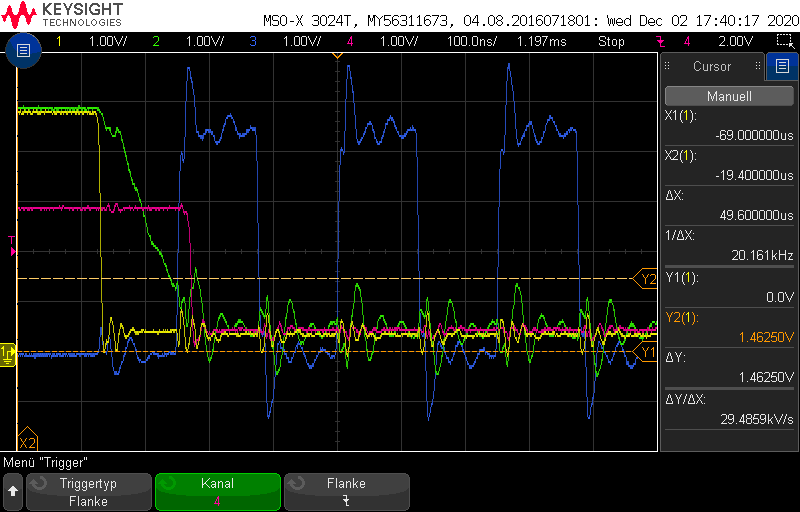 KEYSIGHT
TECHNOLOGIES
MSO-X 3024T, MY56311673, 04.08.2016071801: Wed Dec 02 17:40:17 2020
1 1.00V/ 2 1.00V/ 3 1.00V/ 4 1.00V/ 100.0ns/ 1.197ms Stop 4 2.00V
Cursor
Manuell
X1(1):
-69.000000us
X2(1):
-19.400000us
ΔX:
49.600000us
1/ΔX:
20.161kHz
Y1(1):
0.0V
Y2(1):
1.46250V
ΔY:
1.46250V
ΔY/ΔX:
29.4859kV/s
T
Y2
1
Y1
X2
Menü "Trigger"
Triggertyp
Flanke
Kanal
4
Flanke